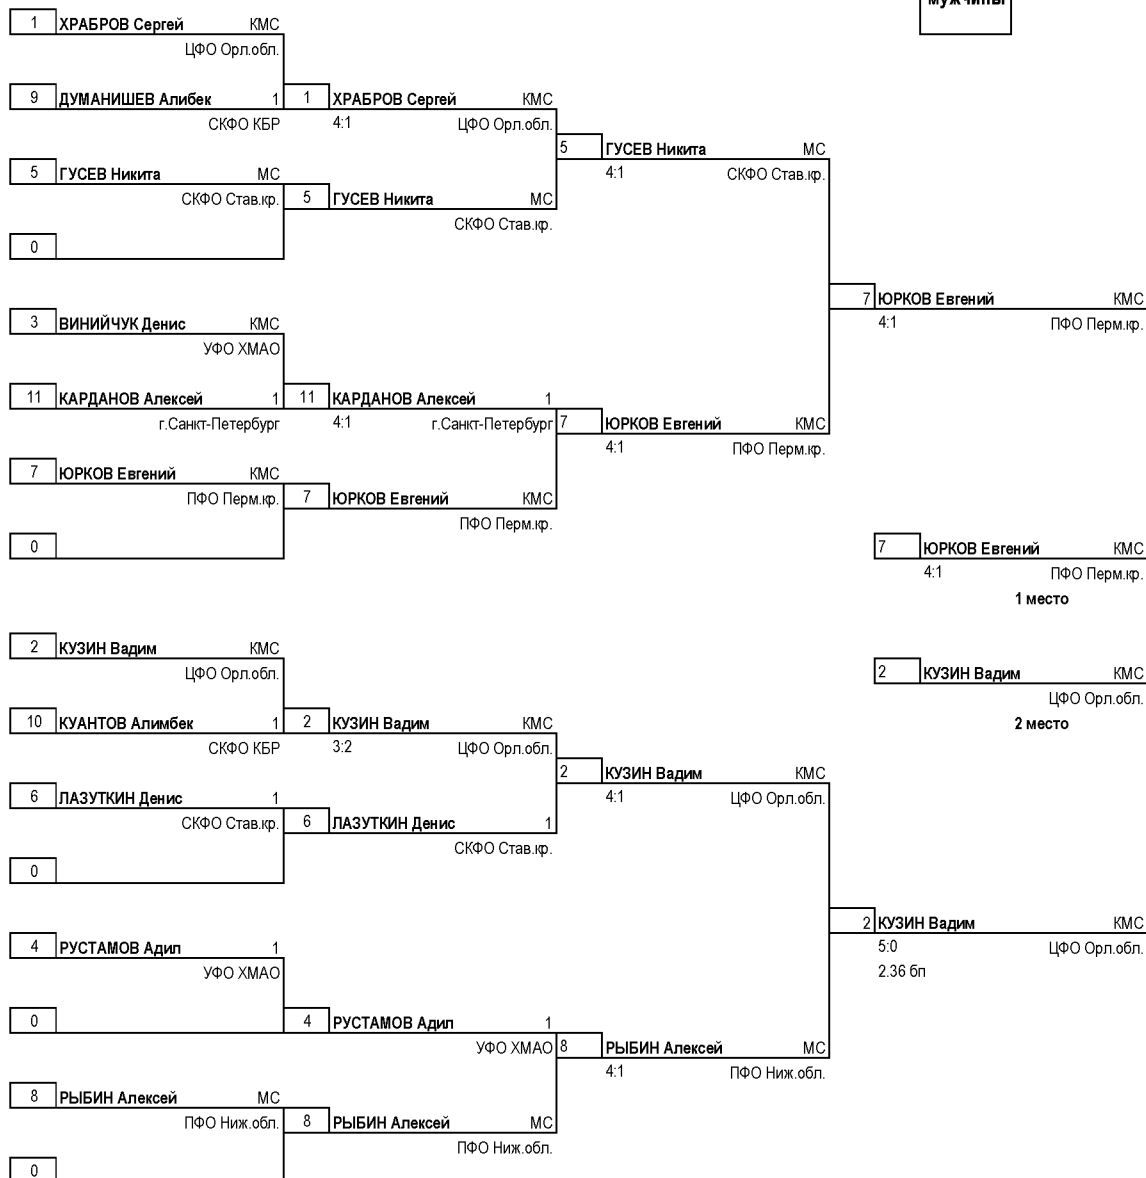 мужчины
1 ХРАБРОВ Сергей КМС
ЦФО Орл.обл.
9 ДУМАНИШЕВ Алибек 1 1 ХРАБРОВ Сергей КМС
СКФО КБР 4:1 ЦФО Орл.обл.
5 ГУСЕВ Никита МС
5 ГУСЕВ Никита МС 4:1 СКФО Став.кр.
СКФО Став.кр. 5 ГУСЕВ Никита МС
СКФО Став.кр.
0
7 ЮРКОВ Евгений КМС
3 ВИНИЙЧУК Денис КМС 4:1 ПФО Перм.кр.
УФО ХМАО
11 КАРДАНОВ Алексей 1 11 КАРДАНОВ Алексей 1
г.Санкт-Петербург 4:1 г.Санкт-Петербург 7 ЮРКОВ Евгений КМС
4:1 ПФО Перм.кр.
7 ЮРКОВ Евгений КМС
ПФО Перм.кр. 7 ЮРКОВ Евгений КМС
ПФО Перм.кр.
0 7 ЮРКОВ Евгений КМС
4:1 ПФО Перм.кр.
1 место
2 КУЗИН Вадим КМС
ЦФО Орл.обл. 2 КУЗИН Вадим КМС
ЦФО Орл.обл.
10 КУАНТОВ Алимбек 1 2 КУЗИН Вадим КМС 2 место
СКФО КБР 3:2 ЦФО Орл.обл.
2 КУЗИН Вадим КМС
6 ЛАЗУТКИН Денис 1 4:1 ЦФО Орл.обл.
СКФО Став.кр. 6 ЛАЗУТКИН Денис 1
СКФО Став.кр.
0
2 КУЗИН Вадим КМС
4 РУСТАМОВ Адил 1 5:0 ЦФО Орл.обл.
УФО ХМАО 2.36 бп
0 4 РУСТАМОВ Адил 1
УФО ХМАО 8 РЫБИН Алексей МС
4:1 ПФО Ниж.обл.
8 РЫБИН Алексей МС
ПФО Ниж.обл. 8 РЫБИН Алексей МС
ПФО Ниж.обл.
0